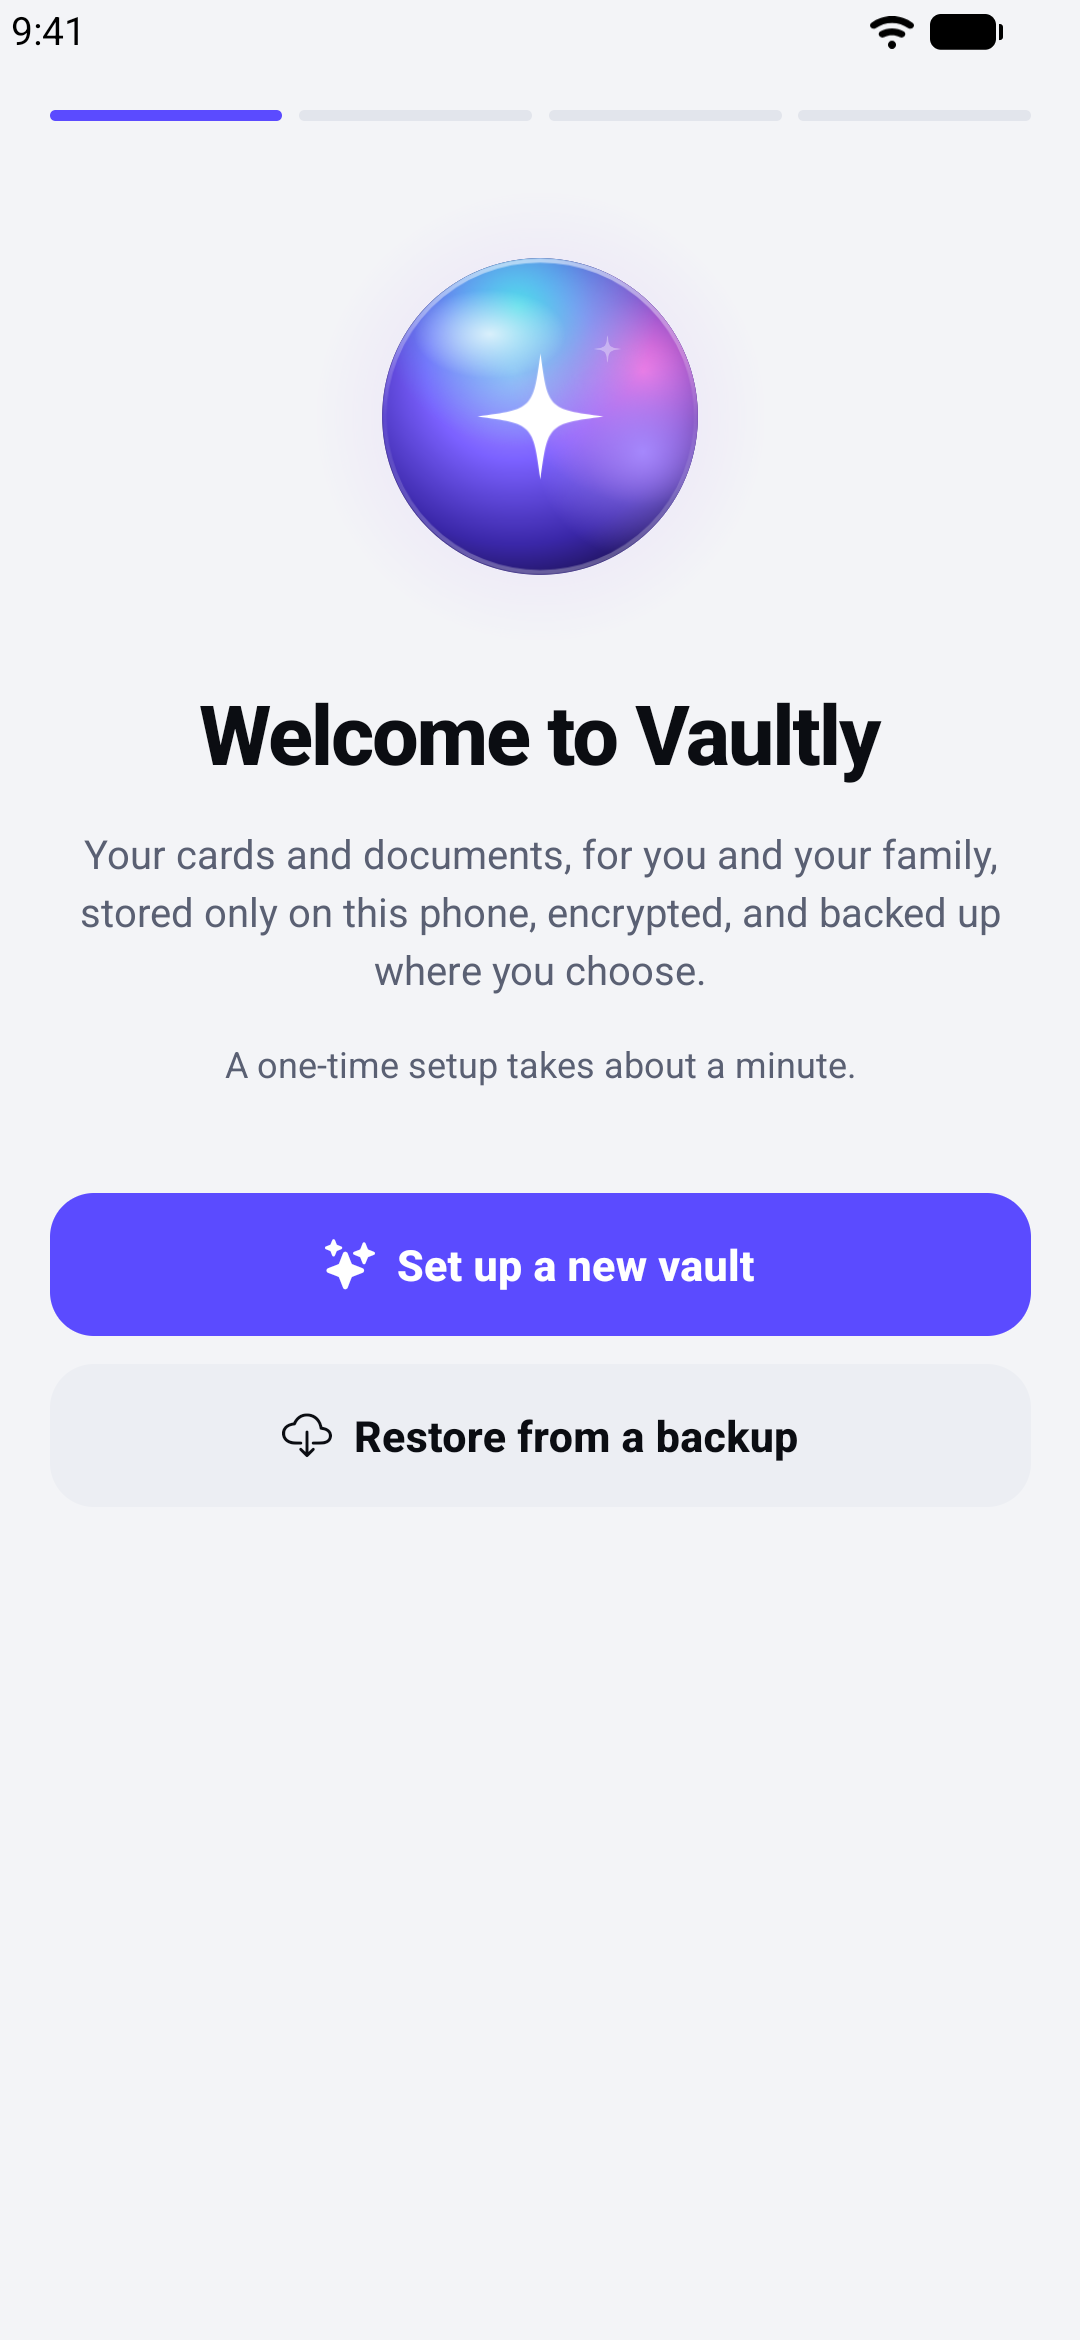 9:41
Welcome to Vaultly
Your cards and documents, for you and your family,
stored only on this phone, encrypted, and backed up
where you choose.
A one-time setup takes about a minute.
Set up a new vault
Restore from a backup